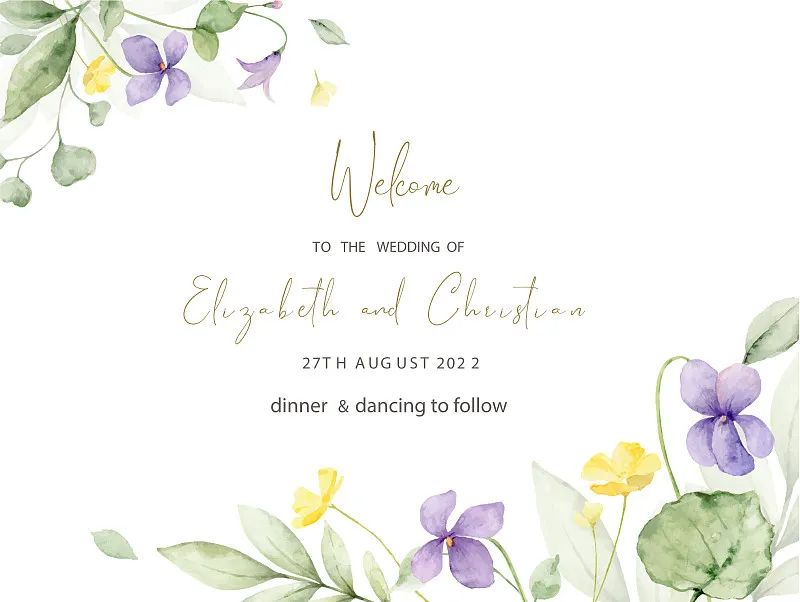 Welcome
TO THE WEDDING OF
Elizabeth and Christian
27TH AUGUST 2022
dinner & dancing to follow